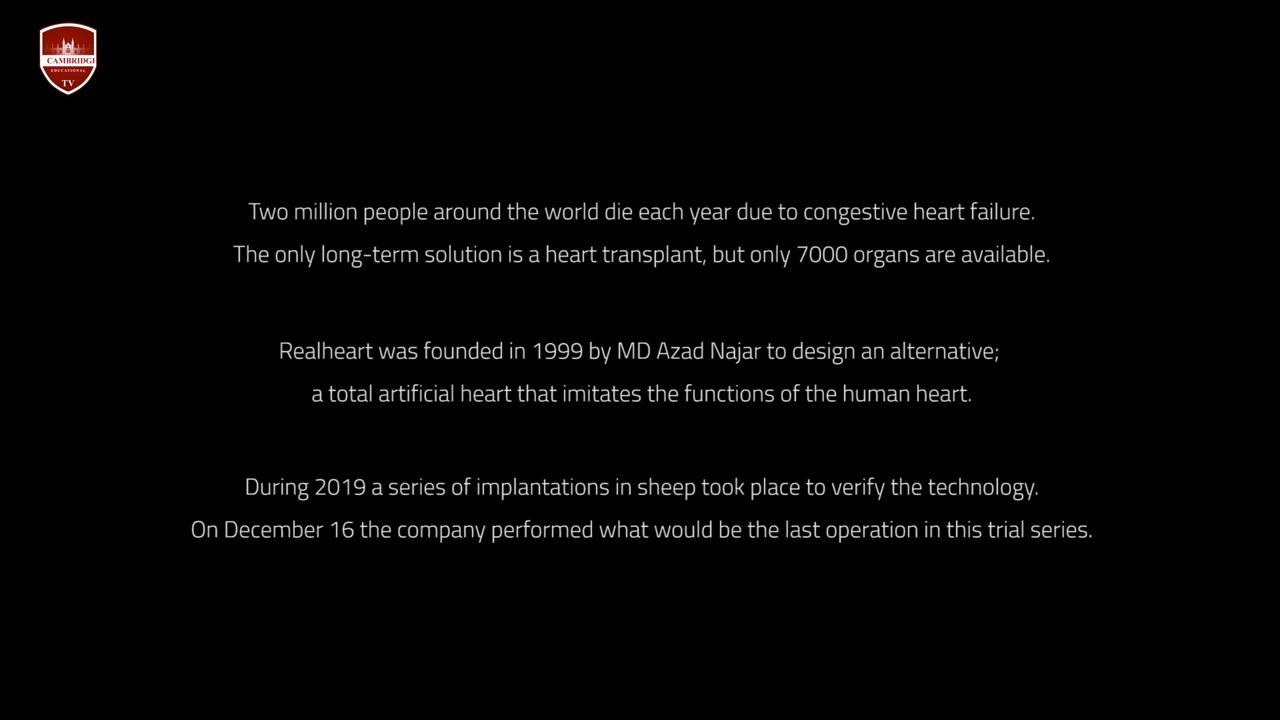 CAMBRIDGE
EDUCATIONAL
TV
Two million people around the world die each year due to congestive heart failure.
The only long-term solution is a heart transplant, but only 7000 organs are available.
Realheart was founded in 1999 by MD Azad Najar to design an alternative;
a total artificial heart that imitates the functions of the human heart.
During 2019 a series of implantations in sheep took place to verify the technology.
On December 16 the company performed what would be the last operation in this trial series.